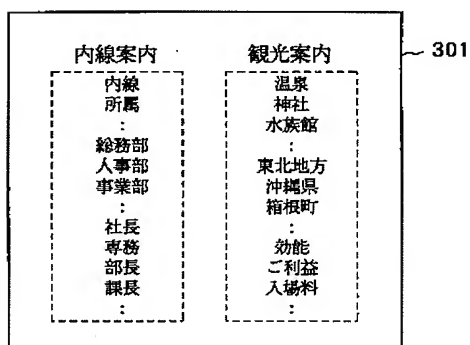 内線案内
内線
所属
:
総務部
人事部
事業部
:
社長
専務
部長
課長
:
観光案内
温泉
神社
水族館
:
東北地方
沖縄県
箱根町
:
効能
ご利益
入場料
:
301